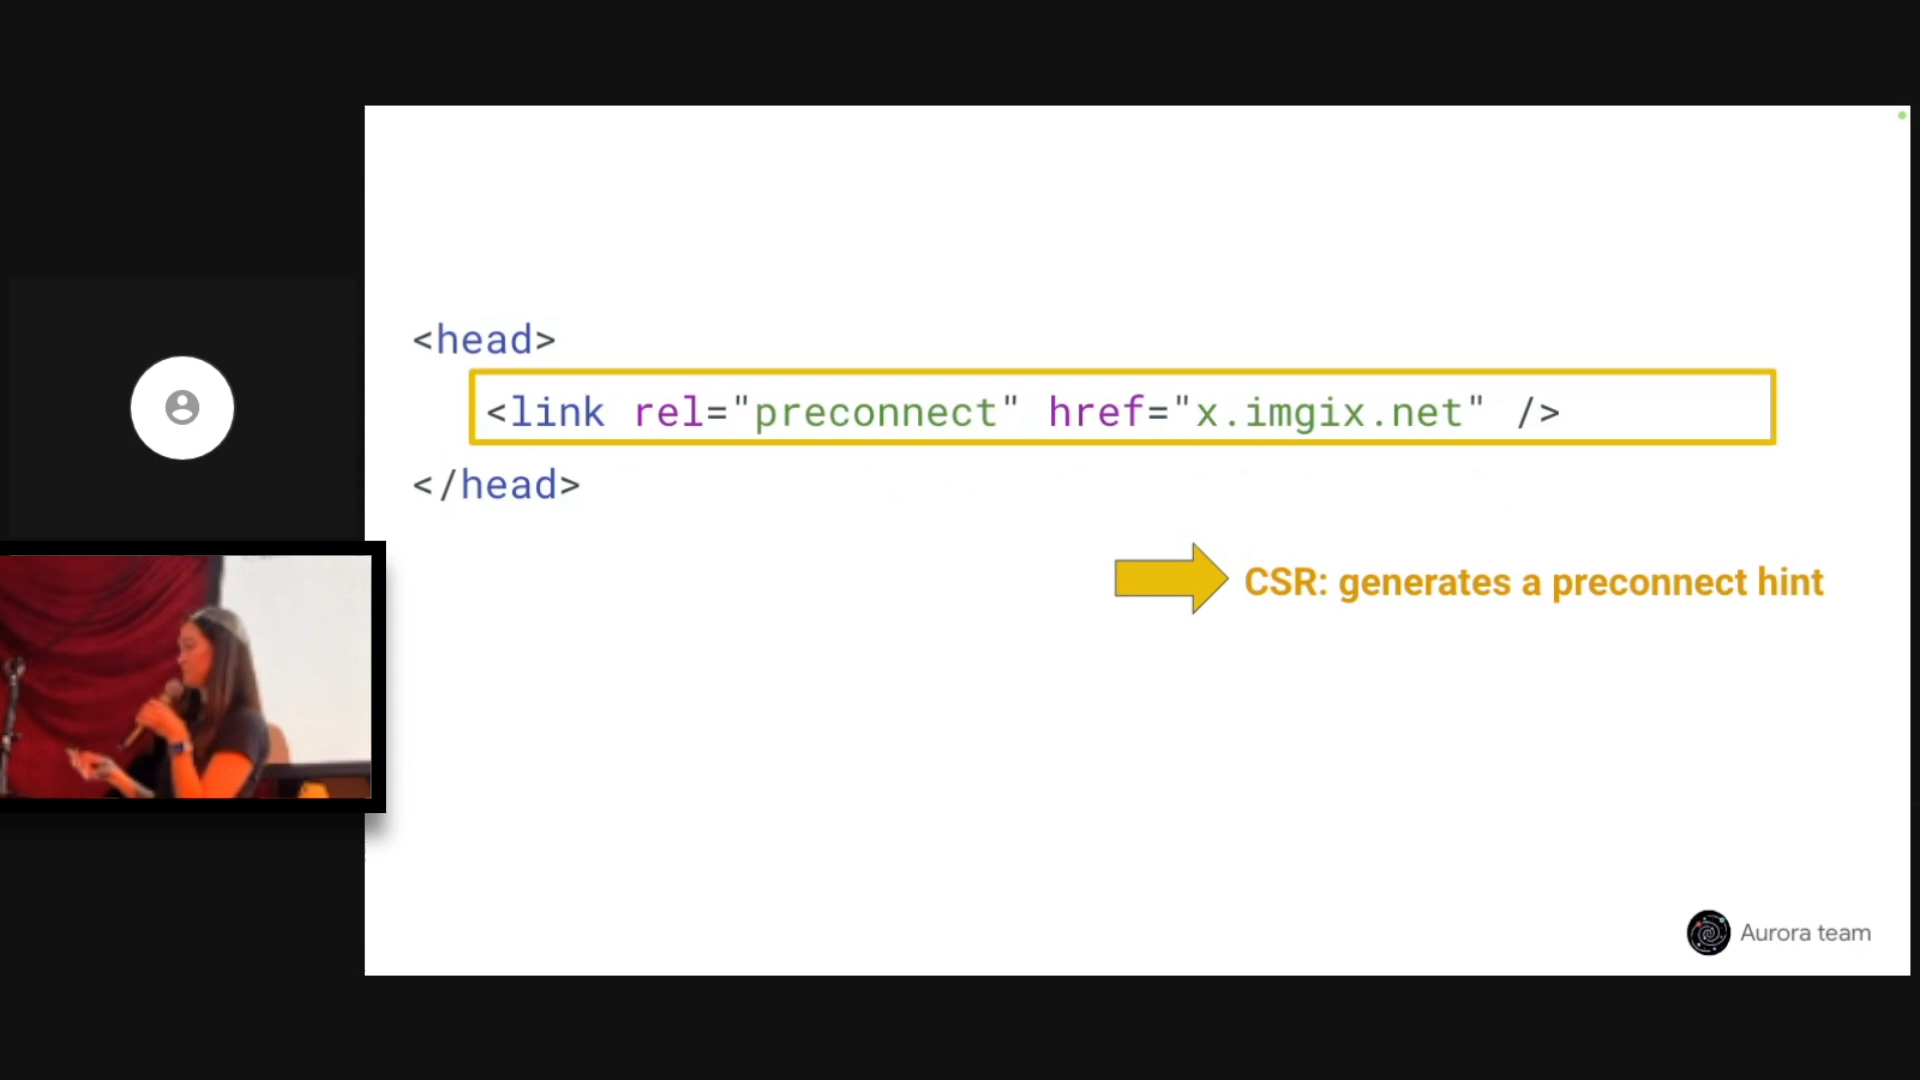 <head>
<link rel="preconnect" href="x.imgix.net" />
</head>
CSR: generates a preconnect hint
Aurora team